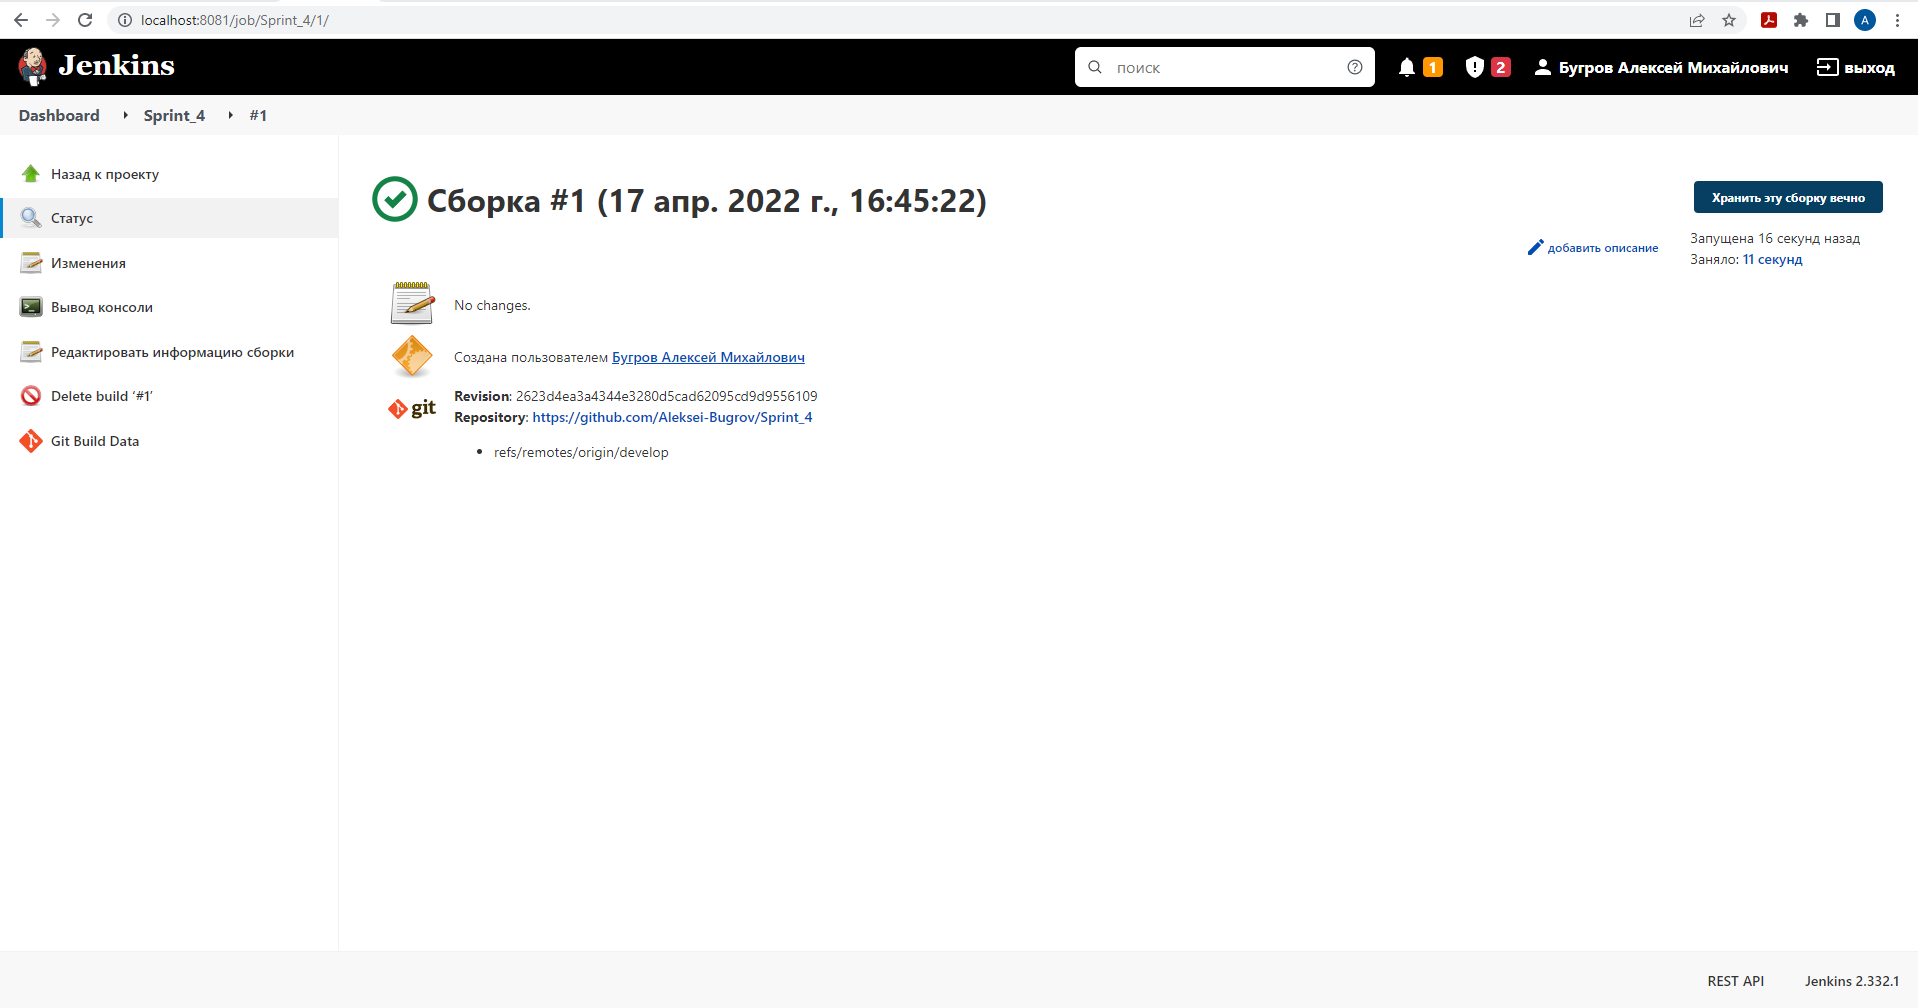 localhost:8081/job/Sprint_4/1/
A
Jenkins
поиск
1
2
Бугров Алексей Михайлович
выход
Dashboard
Sprint_4
#1
Назад к проекту
Статус
Изменения
Вывод консоли
Редактировать информацию сборки
Delete build ‘#1’
Git Build Data
Сборка #1 (17 апр. 2022 г., 16:45:22)
Хранить эту сборку вечно
добавить описание
Запущена 16 секунд назад
Заняло: 11 секунд
No changes.
Создана пользователем Бугров Алексей Михайлович
git
Revision: 2623d4ea3a4344e3280d5cad62095cd9d9556109
Repository: https://github.com/Aleksei-Bugrov/Sprint_4
refs/remotes/origin/develop
REST API
Jenkins 2.332.1